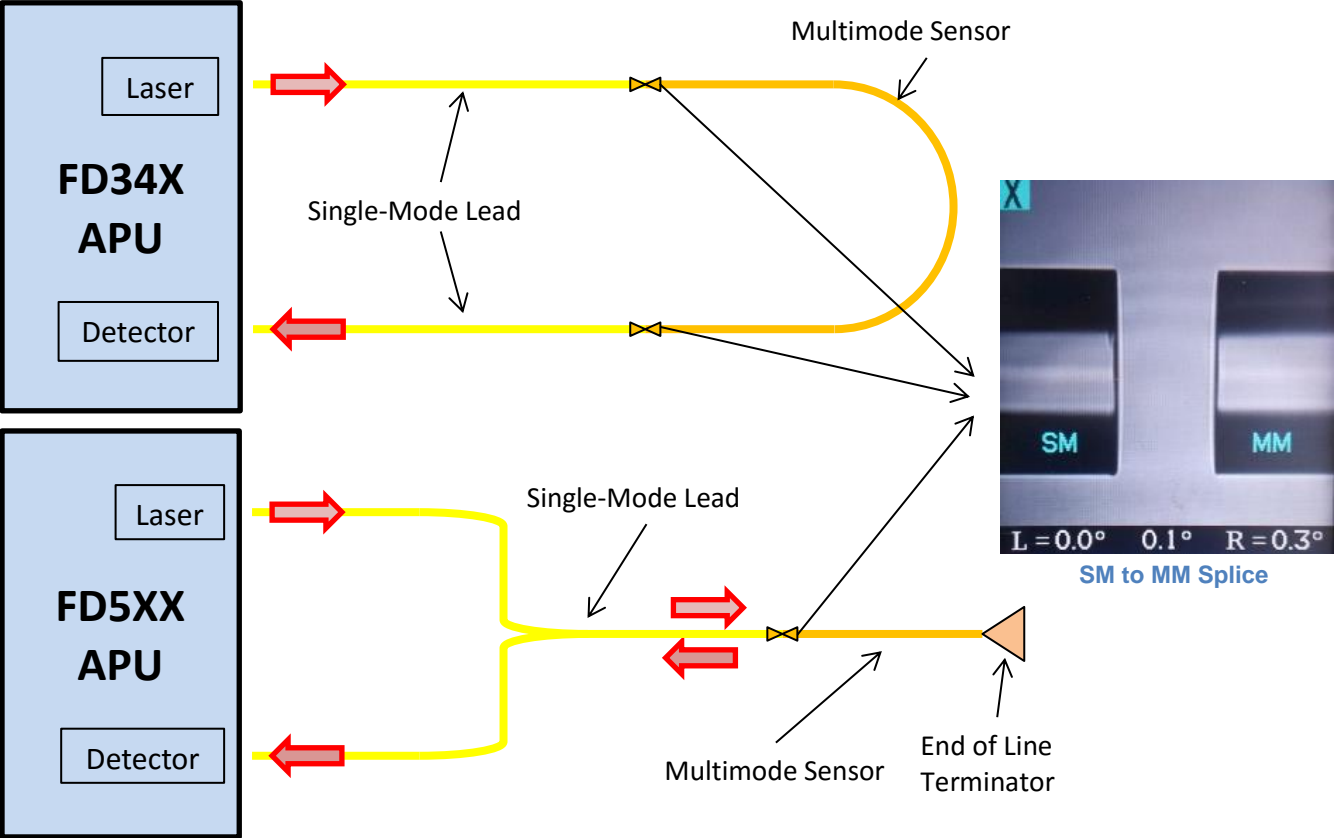 Laser
FD34X
APU
Detector
Single-Mode Lead
Multimode Sensor
X
SM
MM
L=0.0° 0.1° R=0.3°
SM to MM Splice
Laser
FD5XX
APU
Detector
Single-Mode Lead
Multimode Sensor
End of Line
Terminator